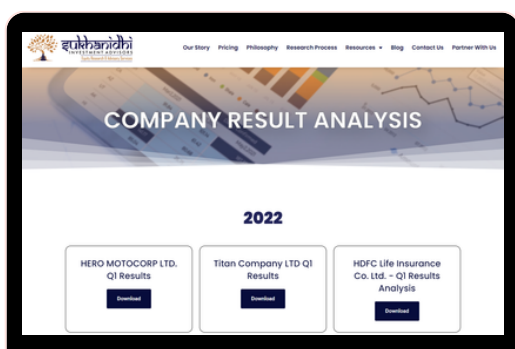 sukhanidhi
INVESTMENT ADVISORS
Our Story Pricing Philosophy Research Process Resources Blog Contact Us Partner With Us
COMPANY RESULT ANALYSIS
2022
HERO MOTOCORP LTD.
Q1 Results
Download
Titan Company LTD Q1
Results
Download
HDFC Life Insurance
Co. Ltd. - Q1 Results
Analysis
Download